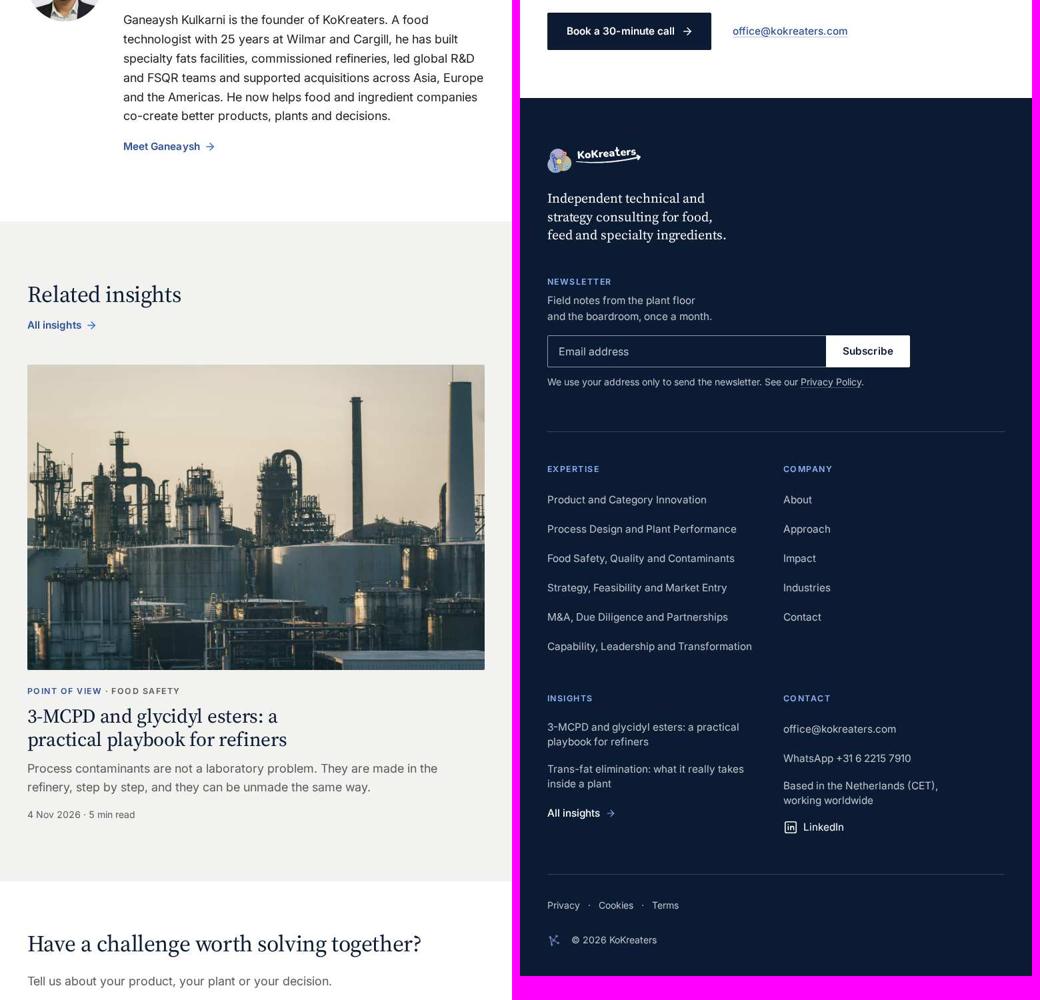 Ganeaysh Kulkarni is the founder of KoKreaters. A food
technologist with 25 years at Wilmar and Cargill, he has built
specialty fats facilities, commissioned refineries, led global R&D
and FSQR teams and supported acquisitions across Asia, Europe
and the Americas. He now helps food and ingredient companies
co-create better products, plants and decisions.
Meet Ganeaysh →
Related insights
All insights →
POINT OF VIEW · FOOD SAFETY
3-MCPD and glycidyl esters: a
practical playbook for refiners
Process contaminants are not a laboratory problem. They are made in the
refinery, step by step, and they can be unmade the same way.
4 Nov 2026 · 5 min read
Have a challenge worth solving together?
Tell us about your product, your plant or your decision.
Book a 30-minute call →
office@kokreaters.com
KoKreaters
Independent technical and
strategy consulting for food,
feed and specialty ingredients.
NEWSLETTER
Field notes from the plant floor
and the boardroom, once a month.
Email address
Subscribe
We use your address only to send the newsletter. See our Privacy Policy.
EXPERTISE
Product and Category Innovation
Process Design and Plant Performance
Food Safety, Quality and Contaminants
Strategy, Feasibility and Market Entry
M&A, Due Diligence and Partnerships
Capability, Leadership and Transformation
COMPANY
About
Approach
Impact
Industries
Contact
INSIGHTS
3-MCPD and glycidyl esters: a practical
playbook for refiners
Trans-fat elimination: what it really takes
inside a plant
All insights →
CONTACT
office@kokreaters.com
WhatsApp +31 6 2215 7910
Based in the Netherlands (CET),
working worldwide
LinkedIn
Privacy · Cookies · Terms
© 2026 KoKreaters